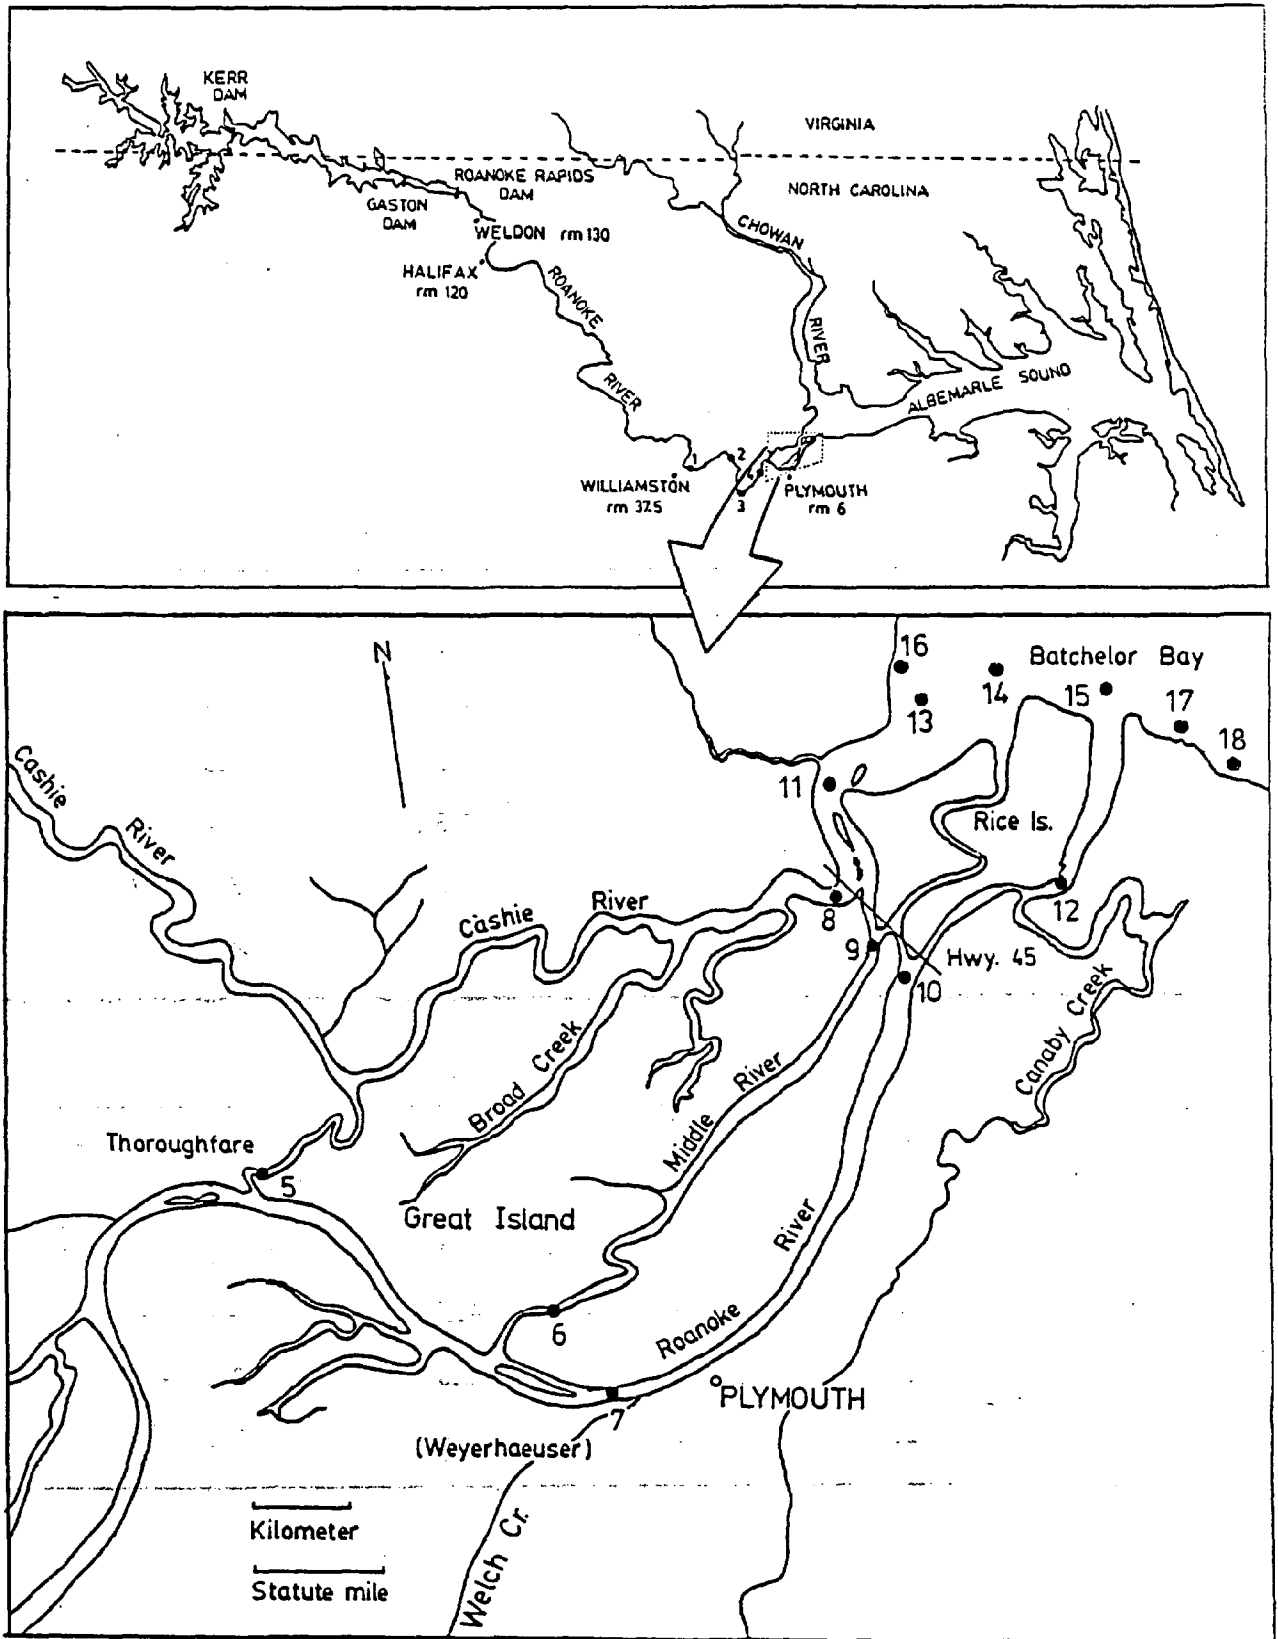 KERR
DAM
VIRGINIA
ROANOKE RAPIDS
DAM
NORTH CAROLINA
GASTON
DAM
WELDON rm 130
CHOWAN
RIVER
HALIFAX
rm 120
ROANOKE
RIVER
ALBEMARLE SOUND
1
2
3
WILLIAMSTON
rm 37.5
PLYMOUTH
rm 6
N
16
Batchelor Bay
14
15
13
17
18
11
Cashie
River
Rice Is.
Cashie River
8
12
9
Hwy. 45
10
Canaby Creek
Broad Creek
Middle River
Thoroughfare
5
Great Island
6
Roanoke River
PLYMOUTH
7
(Weyerhaeuser)
Kilometer
Welch Cr.
Statute mile